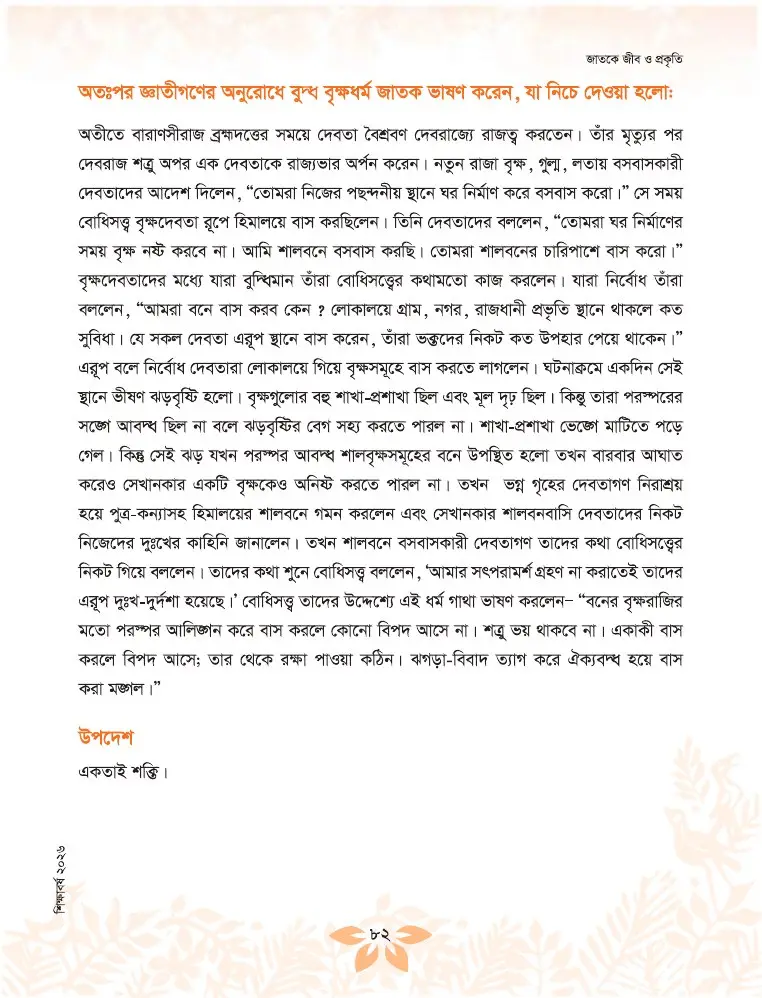 জাতকে জীব ও প্রকৃতি
অতঃপর জ্ঞাতীগণের অনুরোধে বুদ্ধ বৃক্ষধর্ম জাতক ভাষণ করেন, যা নিচে দেওয়া হলো:
অতীতে বারাণসীরাজ ব্রহ্মদত্তের সময়ে দেবতা বৈশ্রবণ দেবরাজ্যে রাজত্ব করতেন। তাঁর মৃত্যুর পর
দেবরাজ শত্রু অপর এক দেবতাকে রাজ্যভার অর্পন করেন। নতুন রাজা বৃক্ষ, গুল্ম, লতায় বসবাসকারী
দেবতাদের আদেশ দিলেন, “তোমরা নিজের পছন্দনীয় স্থানে ঘর নির্মাণ করে বসবাস করো।” সে সময়
বোধিসত্ত্ব বৃক্ষদেবতা রূপে হিমালয়ে বাস করছিলেন। তিনি দেবতাদের বললেন, “তোমরা ঘর নির্মাণের
সময় বৃক্ষ নষ্ট করবে না। আমি শালবনে বসবাস করছি। তোমরা শালবনের চারিপাশে বাস করো।”
বৃক্ষদেবতাদের মধ্যে যারা বুদ্ধিমান তাঁরা বোধিসত্ত্বের কথামতো কাজ করলেন। যারা নির্বোধ তাঁরা
বললেন, “আমরা বনে বাস করব কেন ? লোকালয়ে গ্রাম, নগর, রাজধানী প্রভৃতি স্থানে থাকলে কত
সুবিধা। যে সকল দেবতা এরূপ স্থানে বাস করেন, তাঁরা ভক্তদের নিকট কত উপহার পেয়ে থাকেন।”
এরূপ বলে নির্বোধ দেবতারা লোকালয়ে গিয়ে বৃক্ষসমূহে বাস করতে লাগলেন। ঘটনাক্রমে একদিন সেই
স্থানে ভীষণ ঝড়বৃষ্টি হলো। বৃক্ষগুলোর বহু শাখা-প্রশাখা ছিল এবং মূল দৃঢ় ছিল। কিন্তু তারা পরস্পরের
সঙ্গে আবদ্ধ ছিল না বলে ঝড়বৃষ্টির বেগ সহ্য করতে পারল না। শাখা-প্রশাখা ভেঙ্গে মাটিতে পড়ে
গেল। কিন্তু সেই ঝড় যখন পরস্পর আবদ্ধ শালবৃক্ষসমূহের বনে উপস্থিত হলো তখন বারবার আঘাত
করেও সেখানকার একটি বৃক্ষকেও অনিষ্ট করতে পারল না। তখন ভগ্ন গৃহের দেবতাগণ নিরাশ্রয়
হয়ে পুত্র-কন্যাসহ হিমালয়ের শালবনে গমন করলেন এবং সেখানকার শালবনবাসি দেবতাদের নিকট
নিজেদের দুঃখের কাহিনি জানালেন। তখন শালবনে বসবাসকারী দেবতাগণ তাদের কথা বোধিসত্ত্বের
নিকট গিয়ে বললেন। তাদের কথা শুনে বোধিসত্ত্ব বললেন, ‘আমার সৎপরামর্শ গ্রহণ না করাতেই তাদের
এরূপ দুঃখ-দুর্দশা হয়েছে।’ বোধিসত্ত্ব তাদের উদ্দেশ্যে এই ধর্ম গাথা ভাষণ করলেন– “বনের বৃক্ষরাজির
মতো পরস্পর আলিঙ্গন করে বাস করলে কোনো বিপদ আসে না। শত্রু ভয় থাকবে না। একাকী বাস
করলে বিপদ আসে; তার থেকে রক্ষা পাওয়া কঠিন। ঝগড়া-বিবাদ ত্যাগ করে ঐক্যবদ্ধ হয়ে বাস
করা মঙ্গল।”
উপদেশ
একতাই শক্তি।
শিক্ষাবর্ষ ২০২৬
৮২